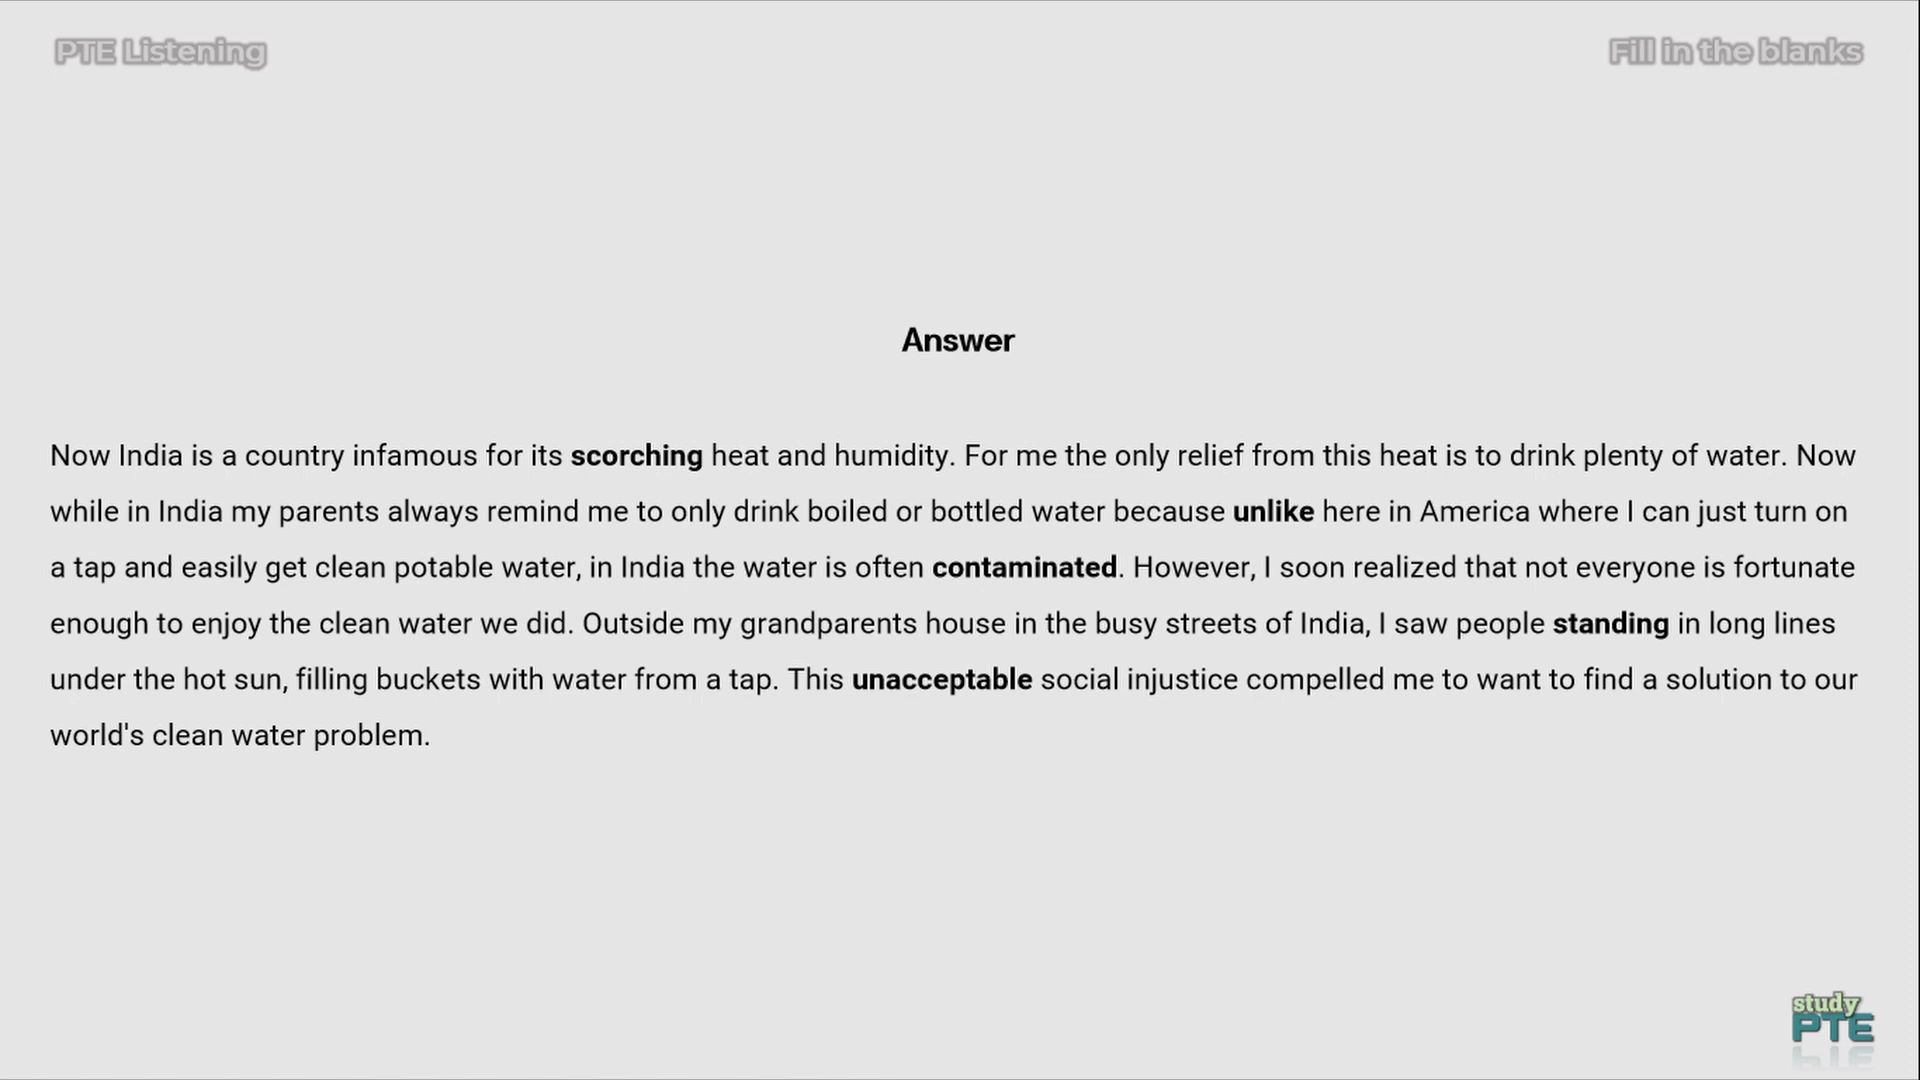 PTE Listening
Fill in the blanks
Answer
Now India is a country infamous for its scorching heat and humidity. For me the only relief from this heat is to drink plenty of water. Now
while in India my parents always remind me to only drink boiled or bottled water because unlike here in America where I can just turn on
a tap and easily get clean potable water, in India the water is often contaminated. However, I soon realized that not everyone is fortunate
enough to enjoy the clean water we did. Outside my grandparents house in the busy streets of India, I saw people standing in long lines
under the hot sun, filling buckets with water from a tap. This unacceptable social injustice compelled me to want to find a solution to our
world's clean water problem.
study
PTE